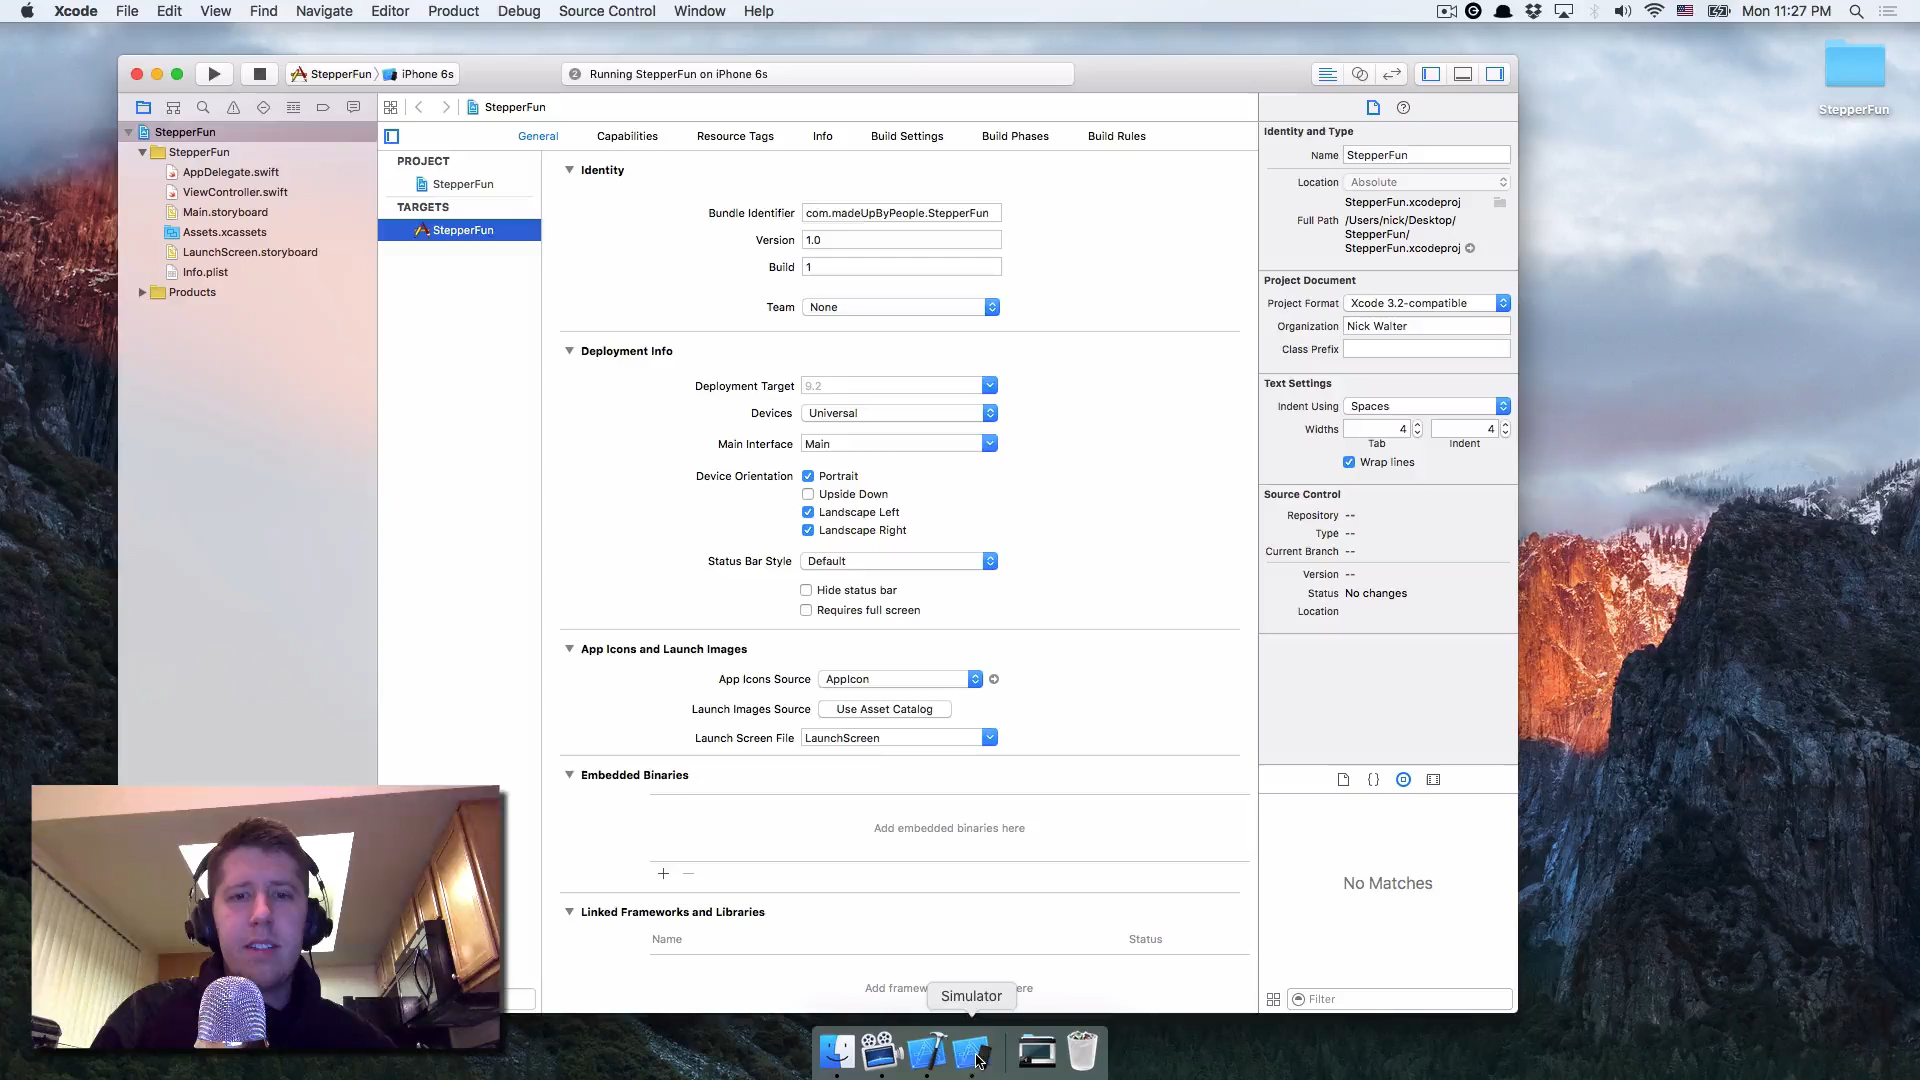 Xcode File Edit View Find Navigate Editor Product Debug Source Control Window Help Mon 11:27 PM
StepperFun iPhone 6s 2 Running StepperFun on iPhone 6s
StepperFun
StepperFun
StepperFun
StepperFun
AppDelegate.swift
ViewController.swift
Main.storyboard
Assets.xcassets
LaunchScreen.storyboard
Info.plist
Products
General Capabilities Resource Tags Info Build Settings Build Phases Build Rules
PROJECT
StepperFun
TARGETS
StepperFun
Identity
Bundle Identifier com.madeUpByPeople.StepperFun
Version 1.0
Build 1
Team None
Deployment Info
Deployment Target 9.2
Devices Universal
Main Interface Main
Device Orientation Portrait
Upside Down
Landscape Left
Landscape Right
Status Bar Style Default
Hide status bar
Requires full screen
App Icons and Launch Images
App Icons Source AppIcon
Launch Images Source Use Asset Catalog
Launch Screen File LaunchScreen
Embedded Binaries
Add embedded binaries here
Linked Frameworks and Libraries
Name Status
Add framew
ere
Simulator
Identity and Type
Name StepperFun
Location Absolute
StepperFun.xcodeproj
Full Path /Users/nick/Desktop/
StepperFun/
StepperFun.xcodeproj
Project Document
Project Format Xcode 3.2-compatible
Organization Nick Walter
Class Prefix
Text Settings
Indent Using Spaces
Widths 4 4
Tab Indent
Wrap lines
Source Control
Repository --
Type --
Current Branch --
Version --
Status No changes
Location
No Matches
Filter